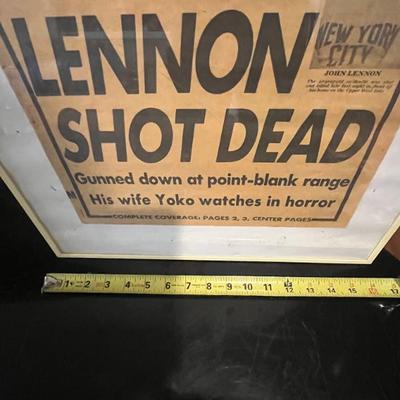 LENNON
SHOT DEAD
NEW YORK
CITY
JOHN LENNON
Gunned down at point-blank range
His wife Yoko watches in horror
COMPLETE COVERAGE: PAGES 2, 3, CENTER PAGES
1 2 3 4 5 6 7 8 9 10 11 12 13 14 15 16 17